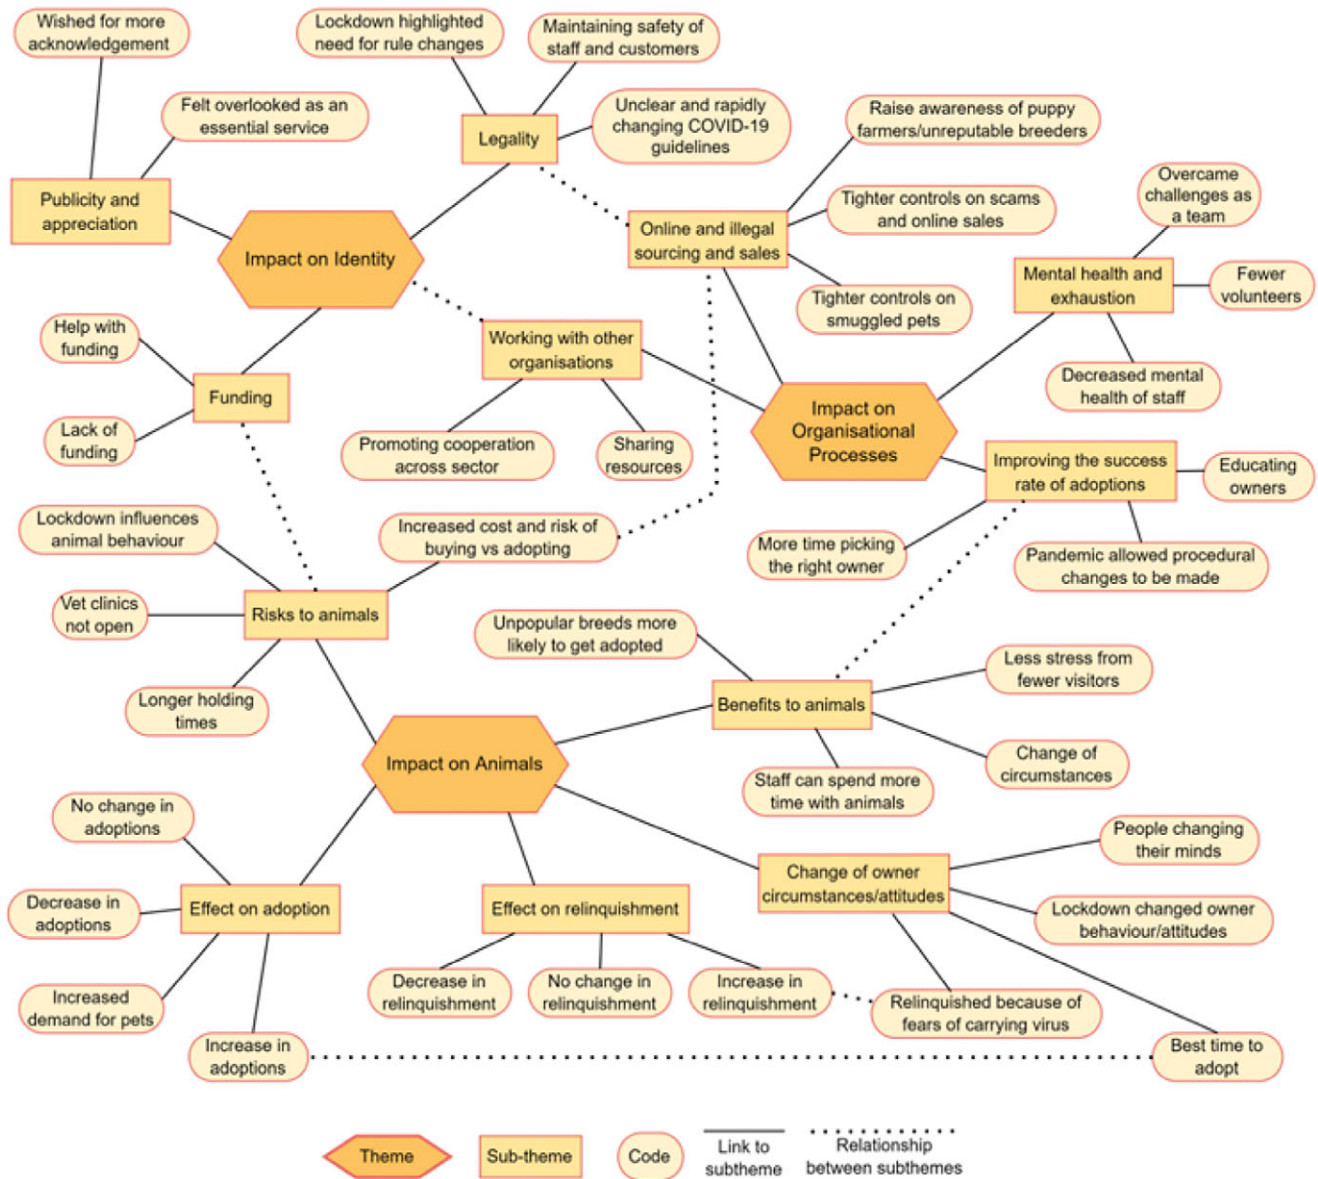 Wished for more
acknowledgement
Lockdown highlighted
need for rule changes
Maintaining safety of
staff and customers
Felt overlooked as an
essential service
Legality
Unclear and rapidly
changing COVID-19
guidelines
Raise awareness of puppy
farmers/unreputable breeders
Publicity and
appreciation
Impact on Identity
Online and illegal
sourcing and sales
Tighter controls on scams
and online sales
Overcame
challenges as
a team
Mental health and
exhaustion
Fewer
volunteers
Tighter controls on
smuggled pets
Help with
funding
Working with other
organisations
Funding
Decreased mental
health of staff
Impact on
Organisational
Processes
Lack of
funding
Promoting cooperation
across sector
Sharing
resources
Improving the success
rate of adoptions
Educating
owners
Lockdown influences
animal behaviour
Increased cost and risk of
buying vs adopting
More time picking
the right owner
Pandemic allowed procedural
changes to be made
Vet clinics
not open
Risks to animals
Unpopular breeds more
likely to get adopted
Less stress from
fewer visitors
Longer holding
times
Benefits to animals
Impact on Animals
Change of
circumstances
Staff can spend more
time with animals
No change in
adoptions
People changing
their minds
Change of owner
circumstances/attitudes
Decrease in
adoptions
Effect on adoption
Effect on relinquishment
Lockdown changed owner
behaviour/attitudes
Decrease in
relinquishment
No change in
relinquishment
Increase in
relinquishment
Increased
demand for pets
Relinquished because of
fears of carrying virus
Increase in
adoptions
Best time to
adopt
Theme
Sub-theme
Code
Link to
subtheme
Relationship
between subthemes